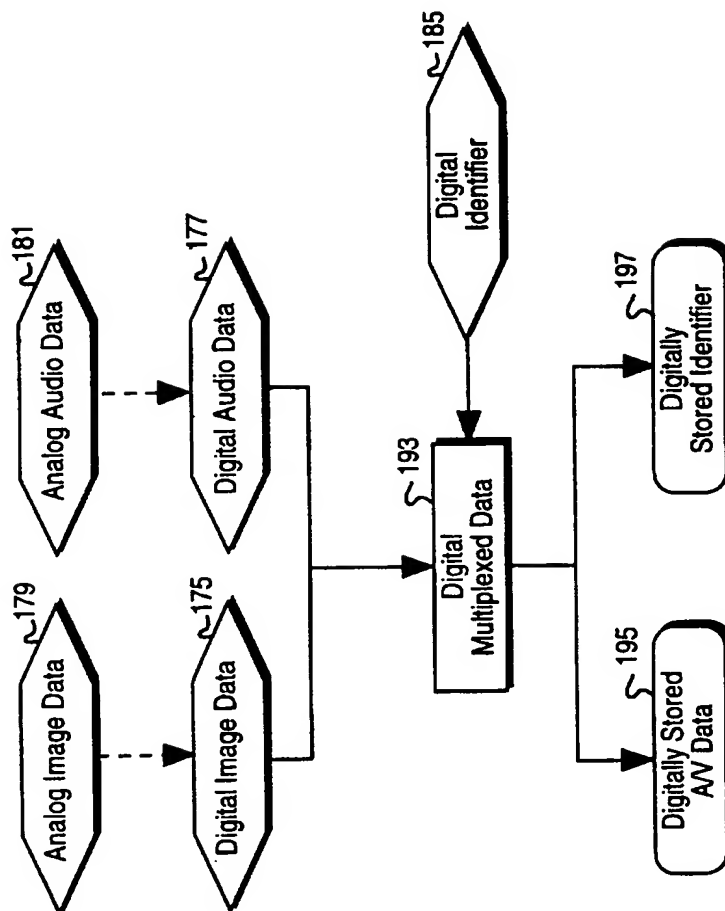 179
Analog Image Data
181
Analog Audio Data
175
Digital Image Data
177
Digital Audio Data
193
Digital
Multiplexed Data
185
Digital
Identifier
195
Digitally Stored
A/V Data
197
Digitally
Stored Identifier